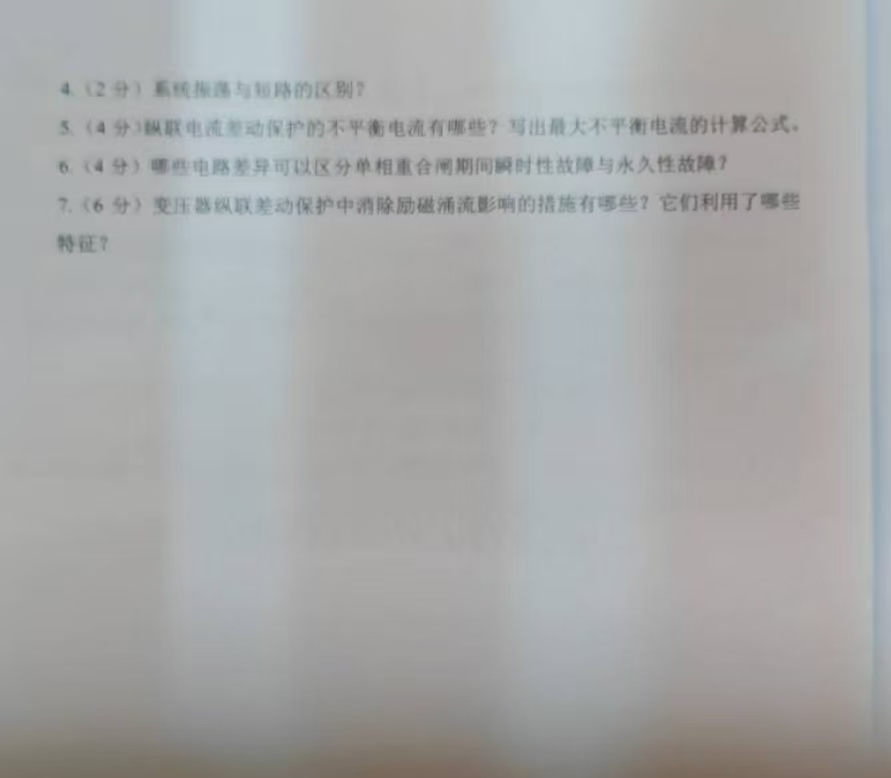 4.（2 分）系统振荡与短路的区别？
5.（4 分）纵联电流差动保护的不平衡电流有哪些？写出最大不平衡电流的计算公式。
6.（4 分）哪些电路差异可以区分单相重合闸期间瞬时性故障与永久性故障？
7.（6 分）变压器纵联差动保护中消除励磁涌流影响的措施有哪些？它们利用了哪些
特征？